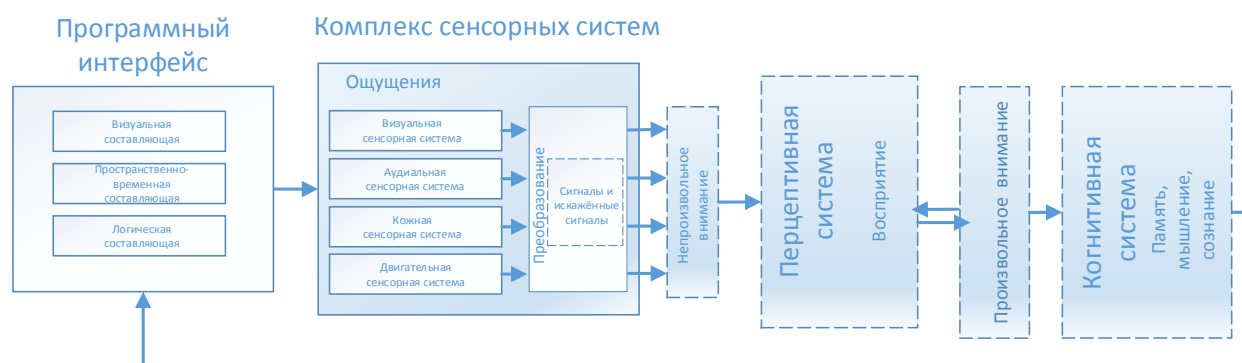 Программный
интерфейс
Визуальная
составляющая
Пространственно-
временная
составляющая
Логическая
составляющая
Комплекс сенсорных систем
Ощущения
Визуальная
сенсорная система
Аудиальная
сенсорная система
Кожная
сенсорная система
Двигательная
сенсорная система
Преобразование
Сигналы и
искажённые
сигналы
Непроизвольное
внимание
Перцептивная
система
Восприятие
Произвольное внимание
Когнитивная
система
Память,
мышление,
сознание